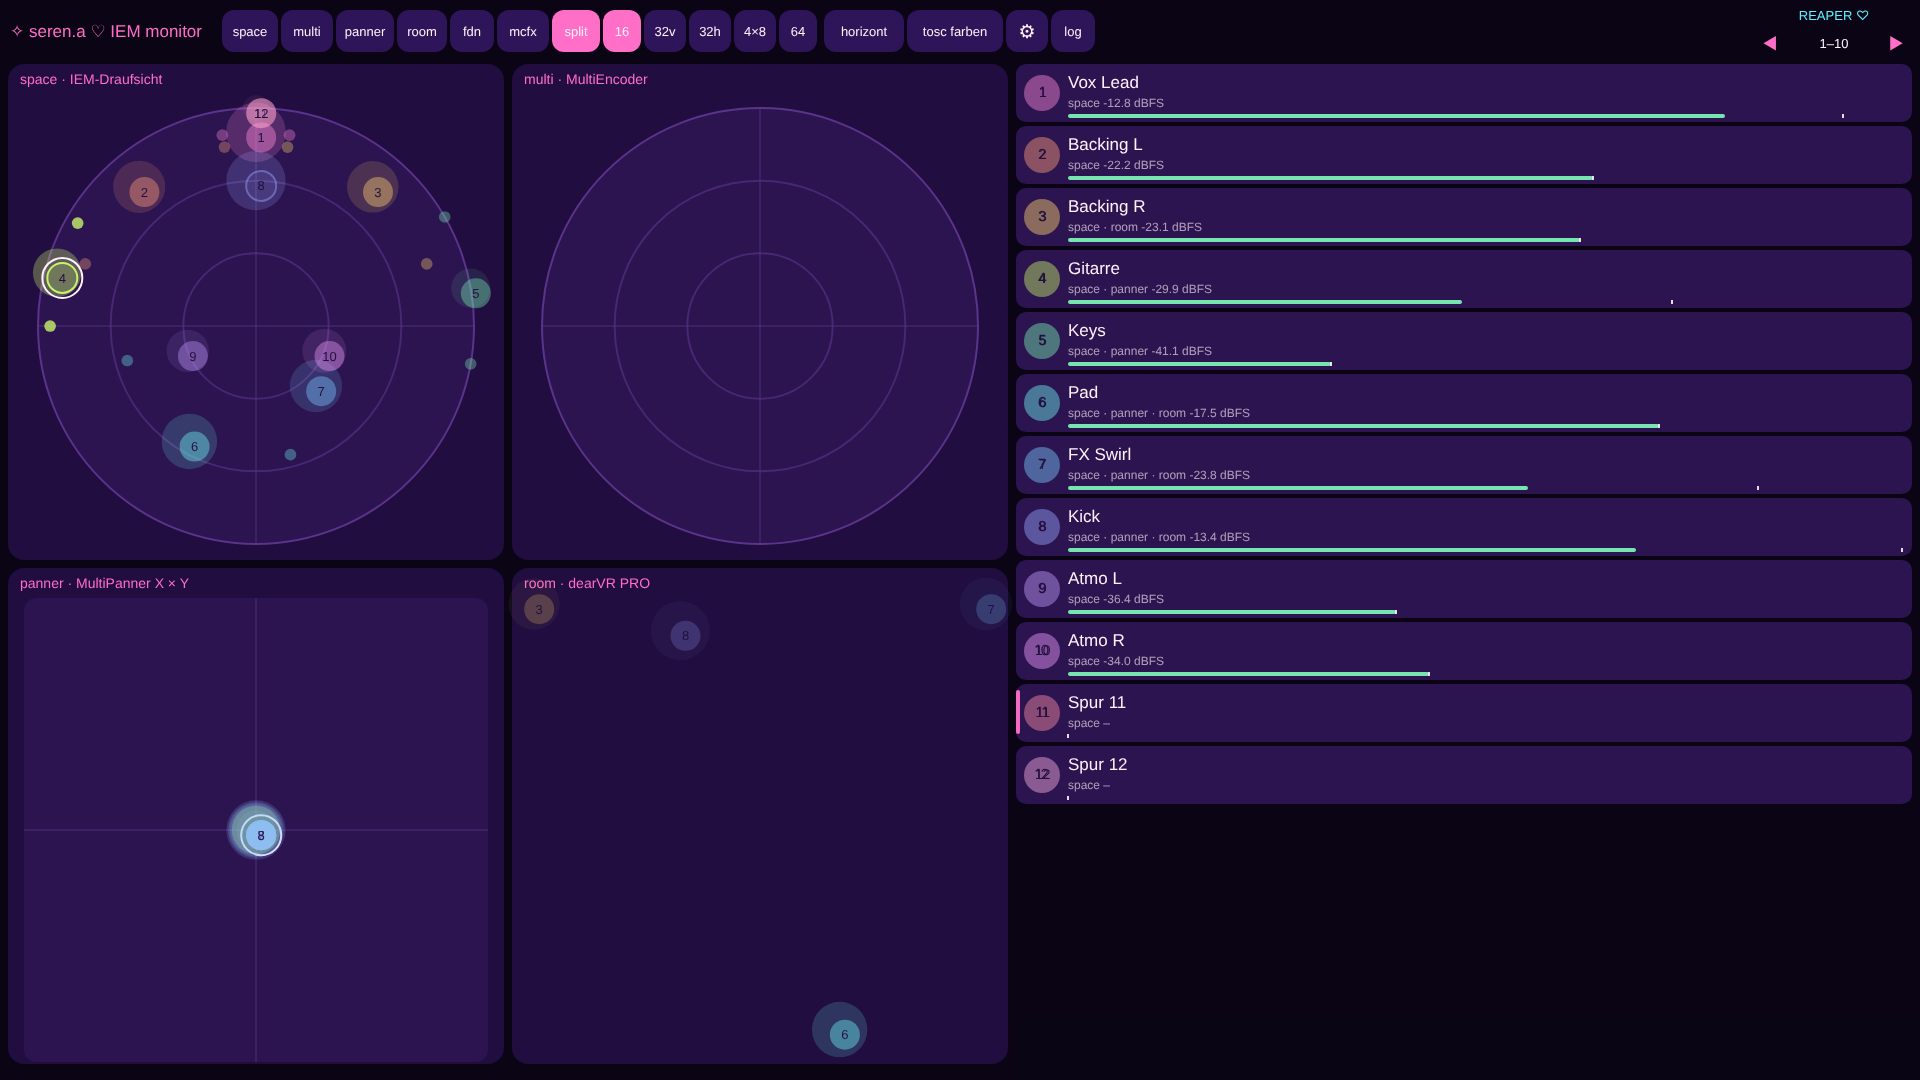 ✧ seren.a ♡ IEM monitor
space multi panner room fdn mcfx split 16 32v 32h 4×8 64 horizont tosc farben ⚙ log
REAPER ♡
◀ 1–10 ▶
space · IEM-Draufsicht
12
1
8
2
3
4
5
9
10
7
6
multi · MultiEncoder
panner · MultiPanner X × Y
8
room · dearVR PRO
3
8
7
6
1 Vox Lead
space -12.8 dBFS
2 Backing L
space -22.2 dBFS
3 Backing R
space · room -23.1 dBFS
4 Gitarre
space · panner -29.9 dBFS
5 Keys
space · panner -41.1 dBFS
6 Pad
space · panner · room -17.5 dBFS
7 FX Swirl
space · panner · room -23.8 dBFS
8 Kick
space · panner · room -13.4 dBFS
9 Atmo L
space -36.4 dBFS
10 Atmo R
space -34.0 dBFS
11 Spur 11
space –
12 Spur 12
space –